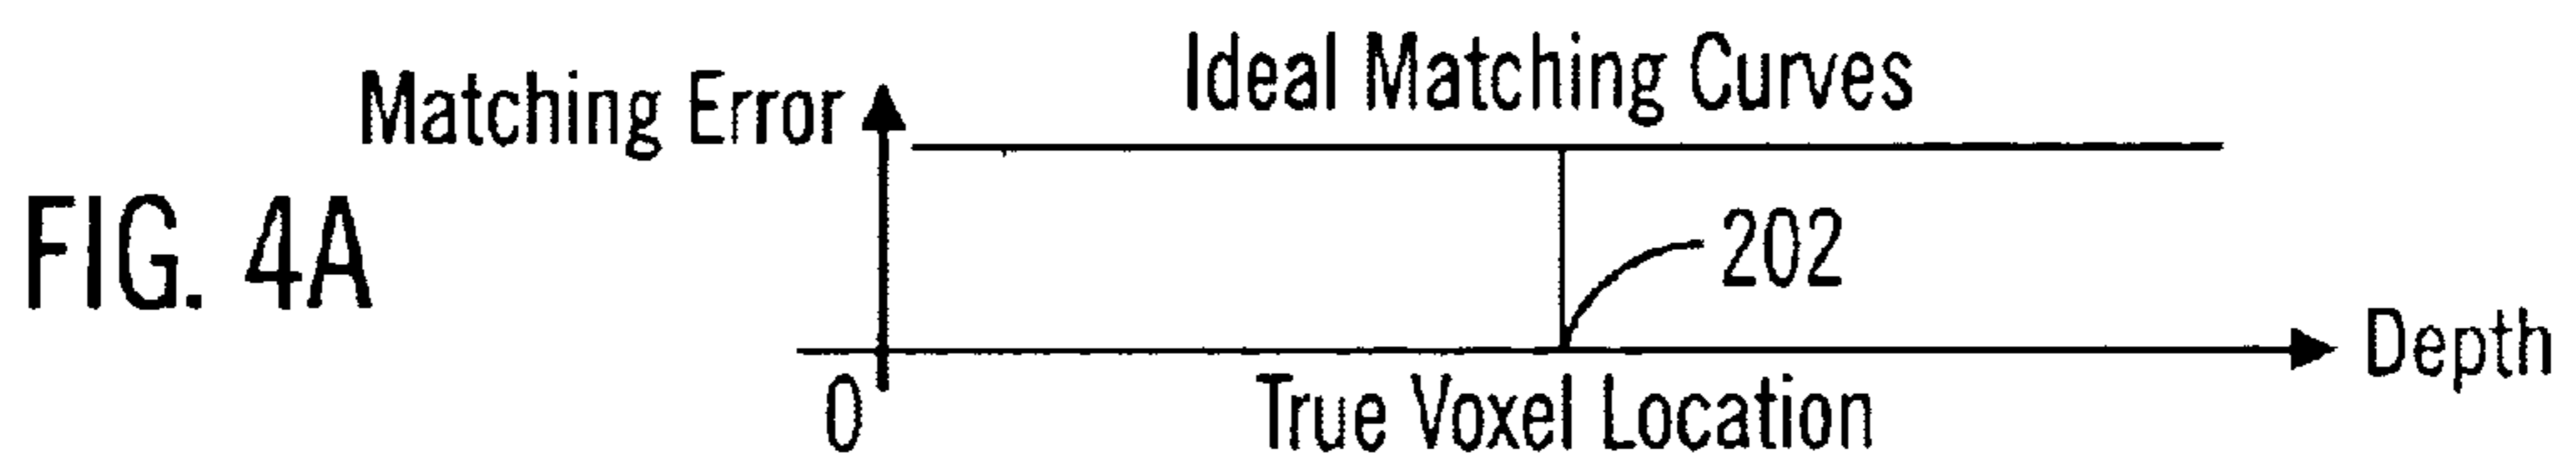 Ideal Matching Curves
Matching Error
FIG. 4A
202
Depth
0
True Voxel Location